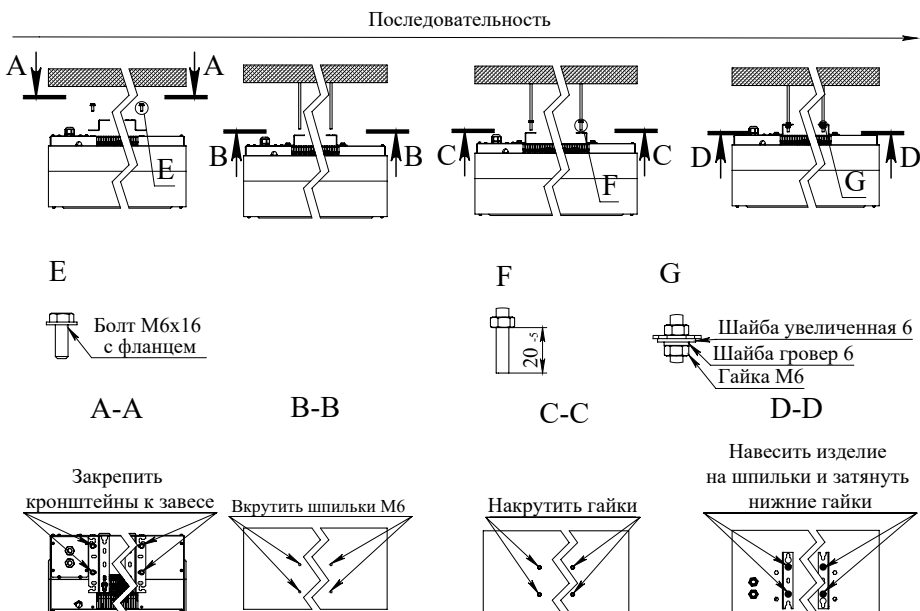 Последовательность
A A
B B
C C
D D
E
F
G
E
F
G
Болт М6х16
с фланцем
20 -5
Шайба увеличенная 6
Шайба гровер 6
Гайка М6
A-A
B-B
C-C
D-D
Закрепить
кронштейны к завесе
Вкрутить шпильки М6
Накрутить гайки
Навесить изделие
на шпильки и затянуть
нижние гайки